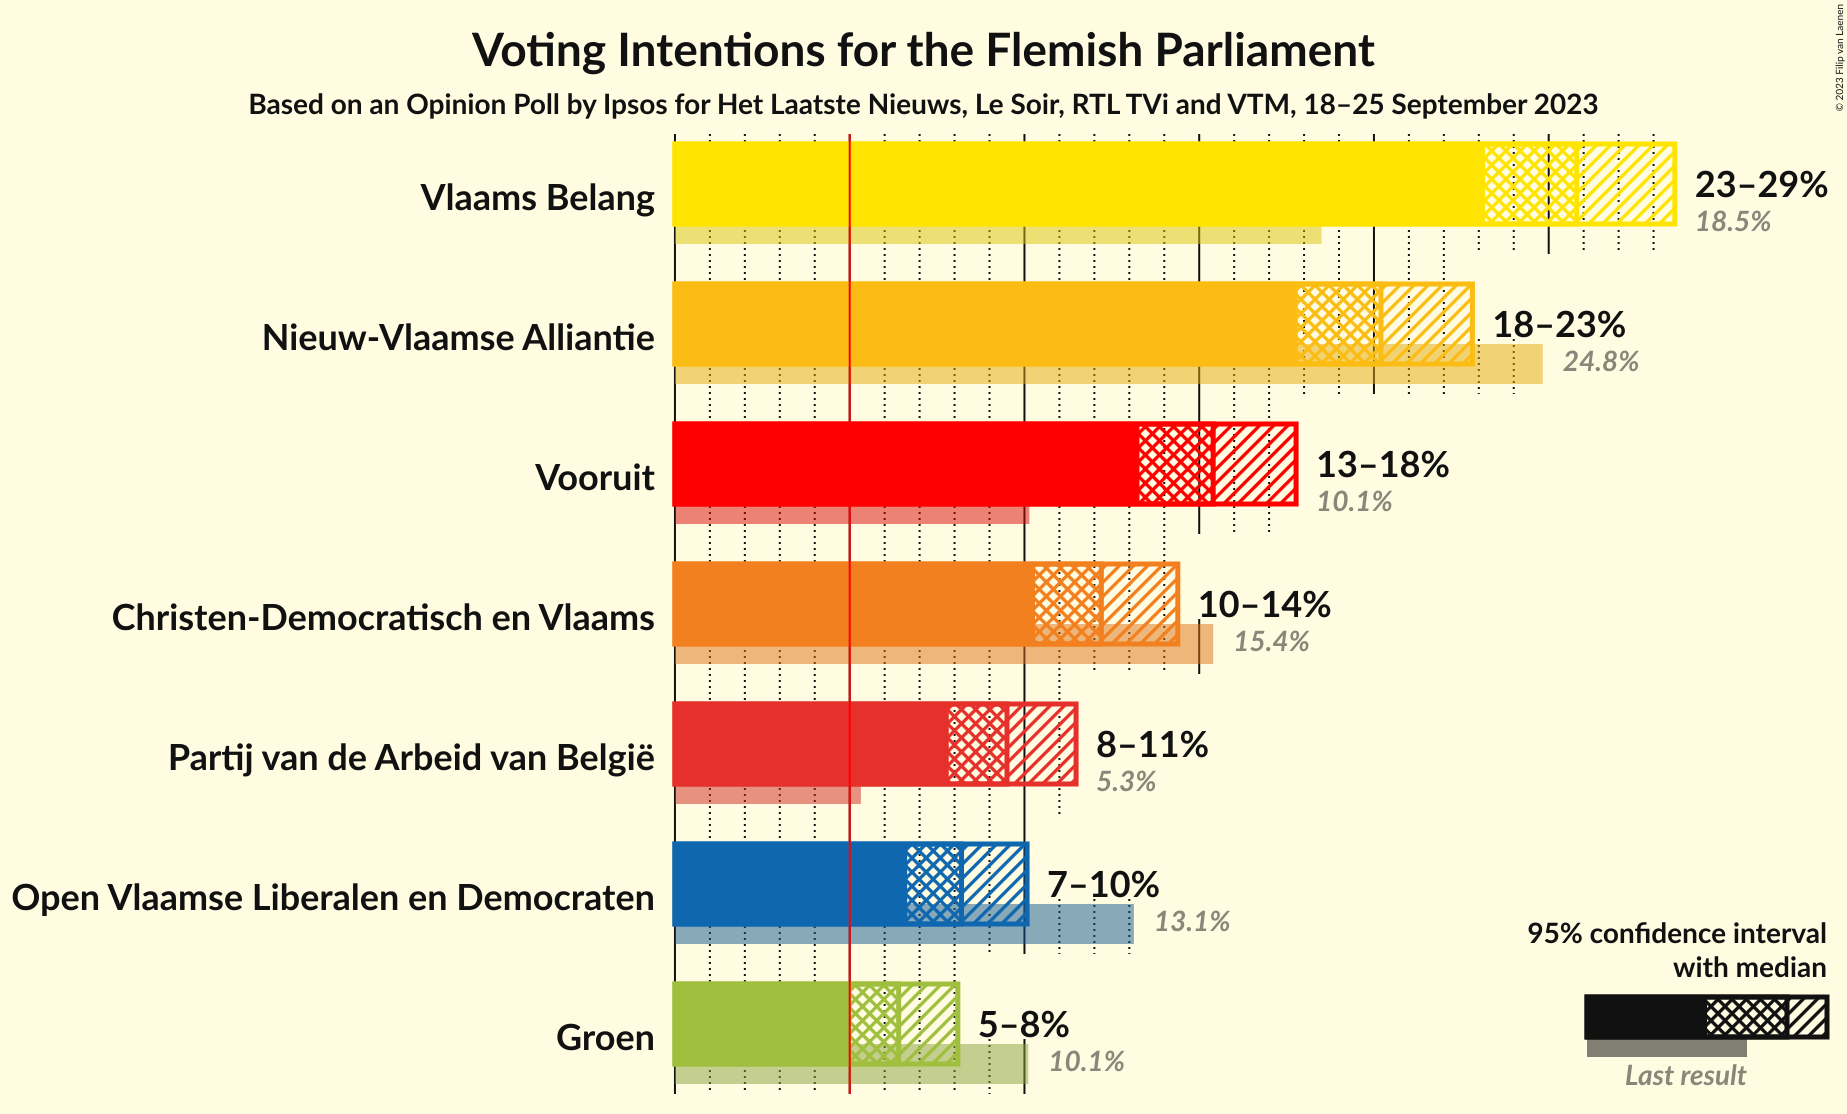 Voting Intentions for the Flemish Parliament
Based on an Opinion Poll by Ipsos for Het Laatste Nieuws, Le Soir, RTL TVi and VTM, 18–25 September 2023
© 2023 Filip van Laenen
Vlaams Belang
23–29%
18.5%
Nieuw-Vlaamse Alliantie
18–23%
24.8%
Vooruit
13–18%
10.1%
Christen-Democratisch en Vlaams
10–14%
15.4%
Partij van de Arbeid van België
8–11%
5.3%
Open Vlaamse Liberalen en Democraten
7–10%
13.1%
Groen
5–8%
10.1%
95% confidence interval
with median
Last result